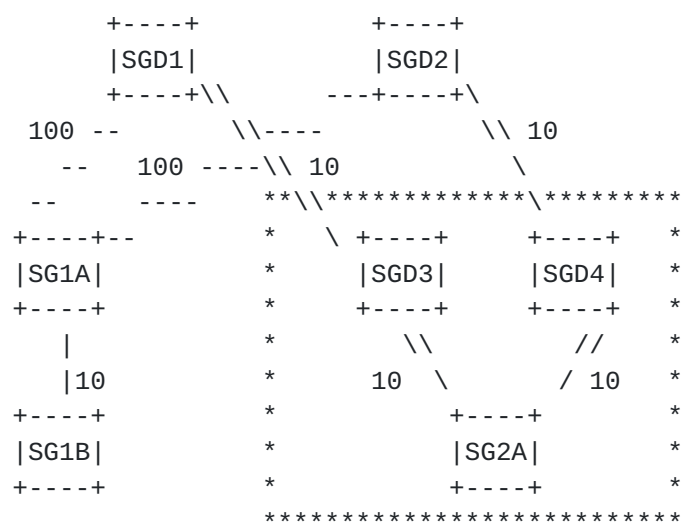 +----+ +----+
|SGD1| |SGD2|
+----+\\ ---+----+\
100 -- \\---- \\ 10
-- 100 ----\\ 10 \
-- ---- **\\*************\*********
+----+-- * \ +----+ +----+ *
|SG1A| * |SGD3| |SGD4| *
+----+ * +----+ +----+ *
| * \\ // *
|10 * 10 \ / 10 *
+----+ * +----+ *
|SG1B| * |SG2A| *
+----+ * +----+ *
***************************